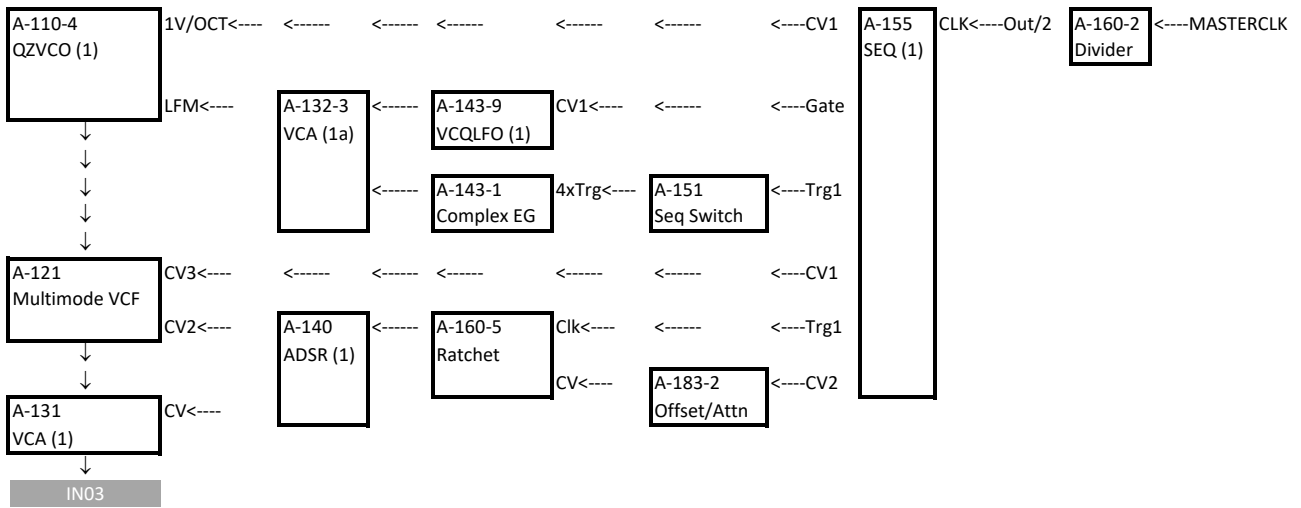 A-110-4 1V/OCT<---- <------ <------ <------ <------ <------ <----CV1 A-155 CLK<----Out/2 A-160-2 <----MASTERCLK
QZVCO (1) SEQ (1) Divider
LFM<---- A-132-3 <------ A-143-9 CV1<---- <------ <----Gate
↓ VCA (1a) VCQLFO (1)
↓
↓ <------ A-143-1 4xTrg<---- A-151 <----Trg1
↓ Complex EG Seq Switch
↓
A-121 CV3<---- <------ <------ <------ <------ <------ <----CV1
Multimode VCF
CV2<---- A-140 <------ A-160-5 Clk<---- <------ <----Trg1
↓ ADSR (1) Ratchet
↓ CV<---- A-183-2 <----CV2
A-131 CV<---- Offset/Attn
VCA (1)
↓
IN03